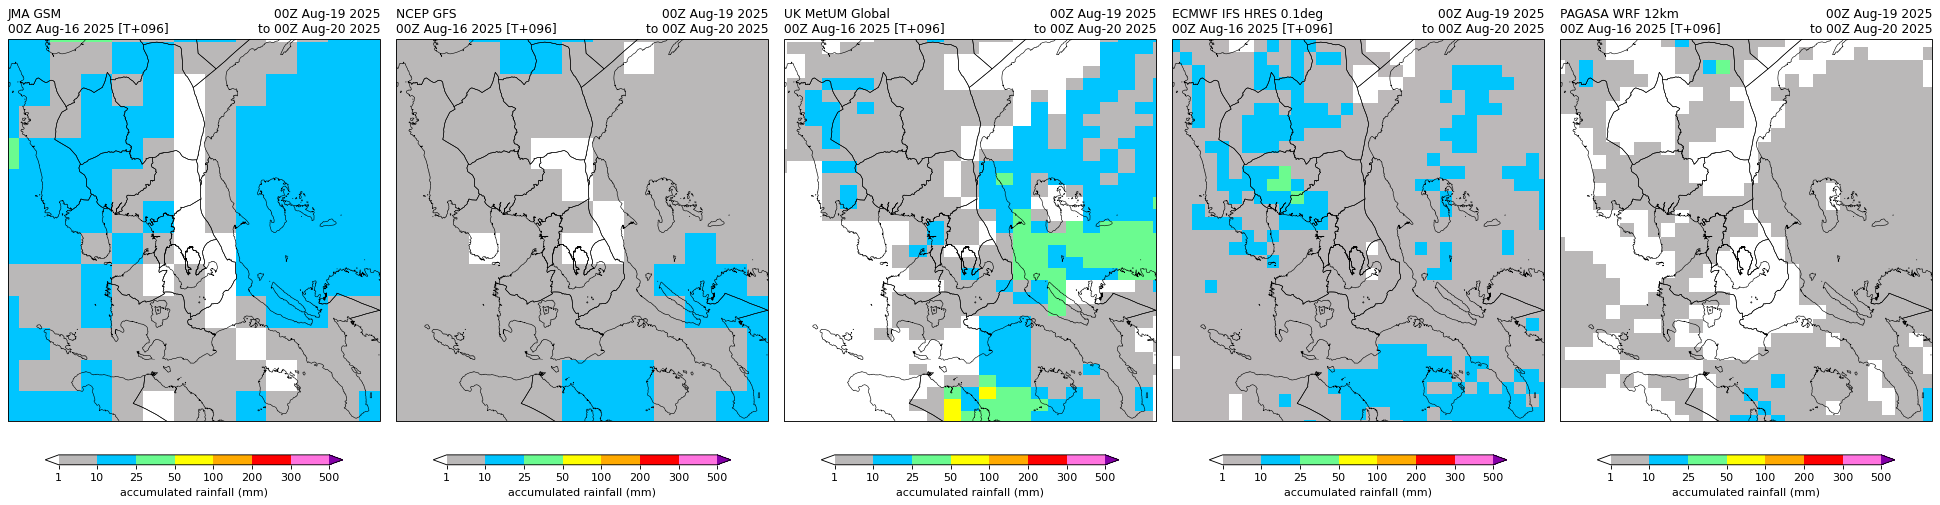 JMA GSM 00Z Aug-19 2025
00Z Aug-16 2025 [T+096] to 00Z Aug-20 2025
NCEP GFS 00Z Aug-19 2025
00Z Aug-16 2025 [T+096] to 00Z Aug-20 2025
UK MetUM Global 00Z Aug-19 2025
00Z Aug-16 2025 [T+096] to 00Z Aug-20 2025
ECMWF IFS HRES 0.1deg 00Z Aug-19 2025
00Z Aug-16 2025 [T+096] to 00Z Aug-20 2025
PAGASA WRF 12km 00Z Aug-19 2025
00Z Aug-16 2025 [T+096] to 00Z Aug-20 2025
1 10 25 50 100 200 300 500
accumulated rainfall (mm)
1 10 25 50 100 200 300 500
accumulated rainfall (mm)
1 10 25 50 100 200 300 500
accumulated rainfall (mm)
1 10 25 50 100 200 300 500
accumulated rainfall (mm)
1 10 25 50 100 200 300 500
accumulated rainfall (mm)